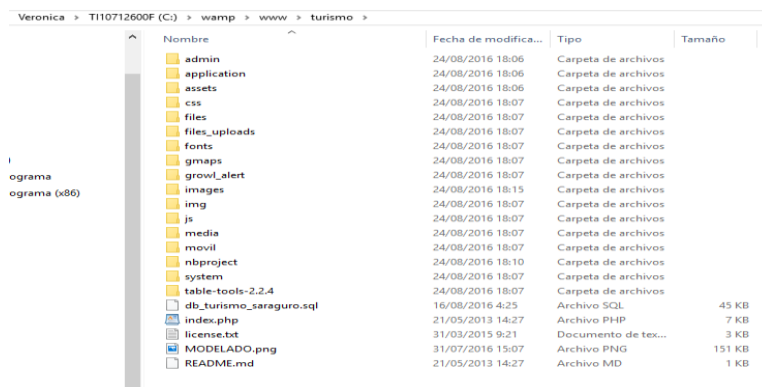 Veronica > TI10712600F (C:) > wamp > www > turismo >
Nombre Fecha de modifica... Tipo Tamaño
admin 24/08/2016 18:06 Carpeta de archivos
application 24/08/2016 18:06 Carpeta de archivos
assets 24/08/2016 18:06 Carpeta de archivos
css 24/08/2016 18:07 Carpeta de archivos
files 24/08/2016 18:07 Carpeta de archivos
files_uploads 24/08/2016 18:07 Carpeta de archivos
fonts 24/08/2016 18:07 Carpeta de archivos
gmaps 24/08/2016 18:07 Carpeta de archivos
ograma growl_alert 24/08/2016 18:07 Carpeta de archivos
ograma (x86) images 24/08/2016 18:15 Carpeta de archivos
img 24/08/2016 18:07 Carpeta de archivos
js 24/08/2016 18:07 Carpeta de archivos
media 24/08/2016 18:07 Carpeta de archivos
movil 24/08/2016 18:07 Carpeta de archivos
nbproject 24/08/2016 18:10 Carpeta de archivos
system 24/08/2016 18:07 Carpeta de archivos
table-tools-2.2.4 24/08/2016 18:07 Carpeta de archivos
db_turismo_saraguro.sql 16/08/2016 4:25 Archivo SQL 45 KB
index.php 21/05/2013 14:27 Archivo PHP 7 KB
license.txt 31/03/2015 9:21 Documento de tex... 3 KB
MODELADO.png 31/07/2016 15:07 Archivo PNG 151 KB
README.md 21/05/2013 14:27 Archivo MD 1 KB